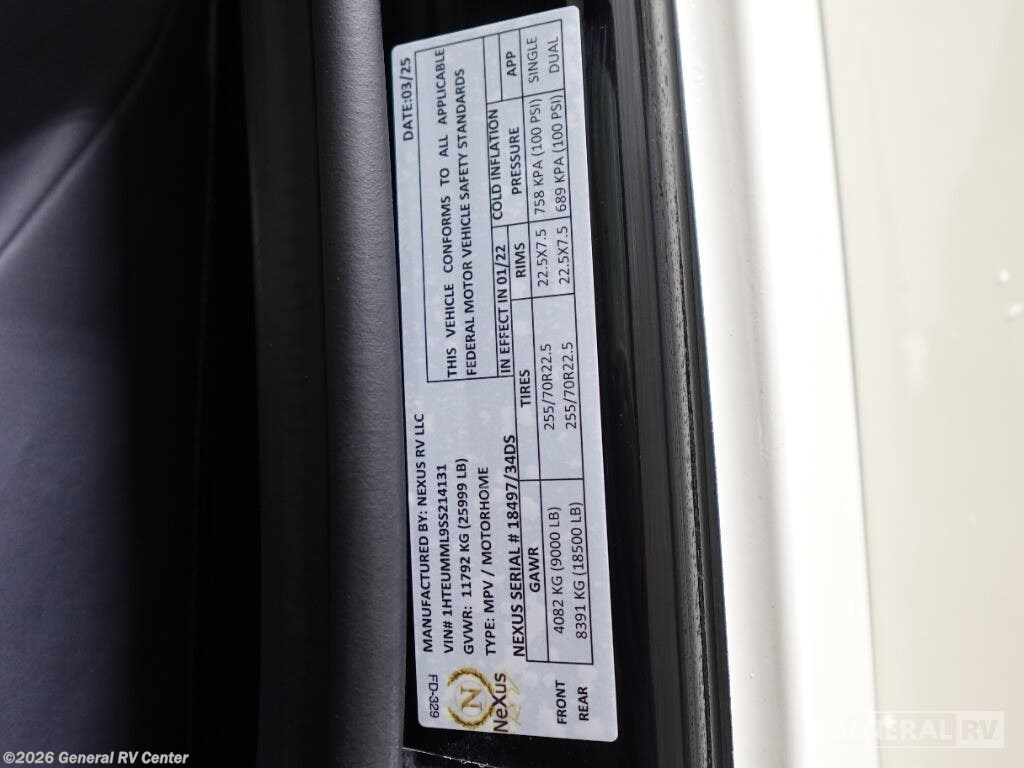 FD-329
DATE:03/25
N
NeXus
RV
MANUFACTURED BY: NEXUS RV LLC
VIN# 1HTEUMML9SS214131
GVWR: 11792 KG (25999 LB)
TYPE: MPV / MOTORHOME
NEXUS SERIAL # 18497/34DS
THIS VEHICLE CONFORMS TO ALL APPLICABLE
FEDERAL MOTOR VEHICLE SAFETY STANDARDS
IN EFFECT IN 01/22
GAWR TIRES RIMS COLD INFLATION PRESSURE APP
FRONT 4082 KG (9000 LB) 255/70R22.5 22.5X7.5 758 KPA (100 PSI) SINGLE
REAR 8391 KG (18500 LB) 255/70R22.5 22.5X7.5 689 KPA (100 PSI) DUAL
©2026 General RV Center
GENERAL RV